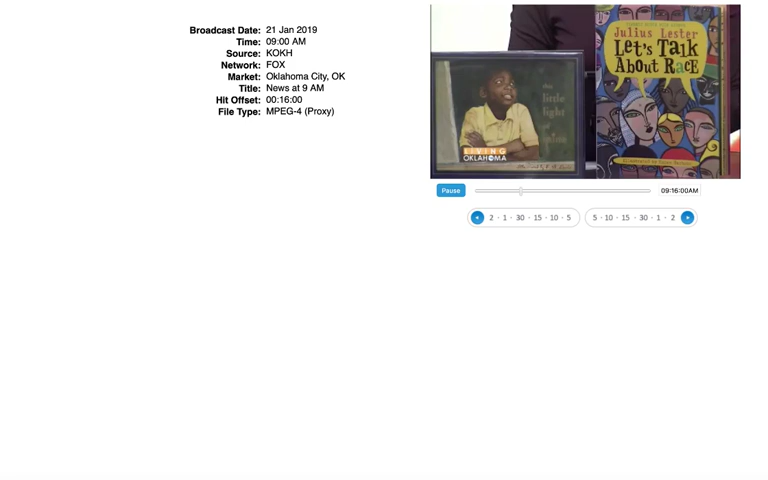 Broadcast Date: 21 Jan 2019
Time: 09:00 AM
Source: KOKH
Network: FOX
Market: Oklahoma City, OK
Title: News at 9 AM
Hit Offset: 00:16:00
File Type: MPEG-4 (Proxy)
this
little
light
of
mine
LIVING
OKLAHOMA
Julius Lester
Let's Talk
About Race
Pause
09:16:00AM
2 · 1 · 30 · 15 · 10 · 5
5 · 10 · 15 · 30 · 1 · 2